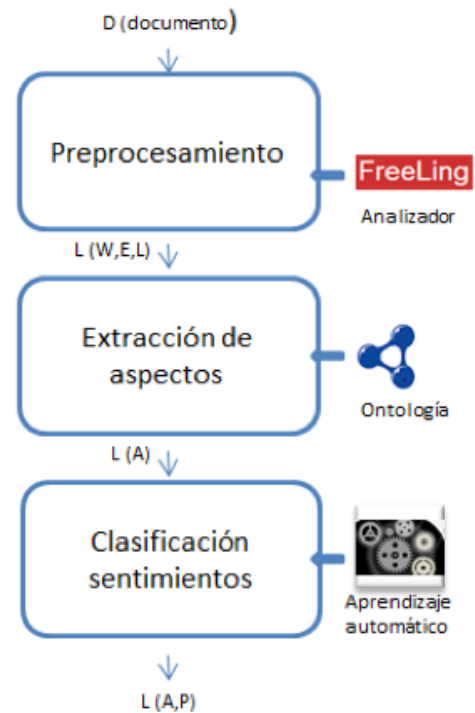 D (documento)
Preprocesamiento
FreeLing
Analizador
L (W,E,L)
Extracción de
aspectos
Ontología
L (A)
Clasificación
sentimientos
Aprendizaje
automático
L (A,P)